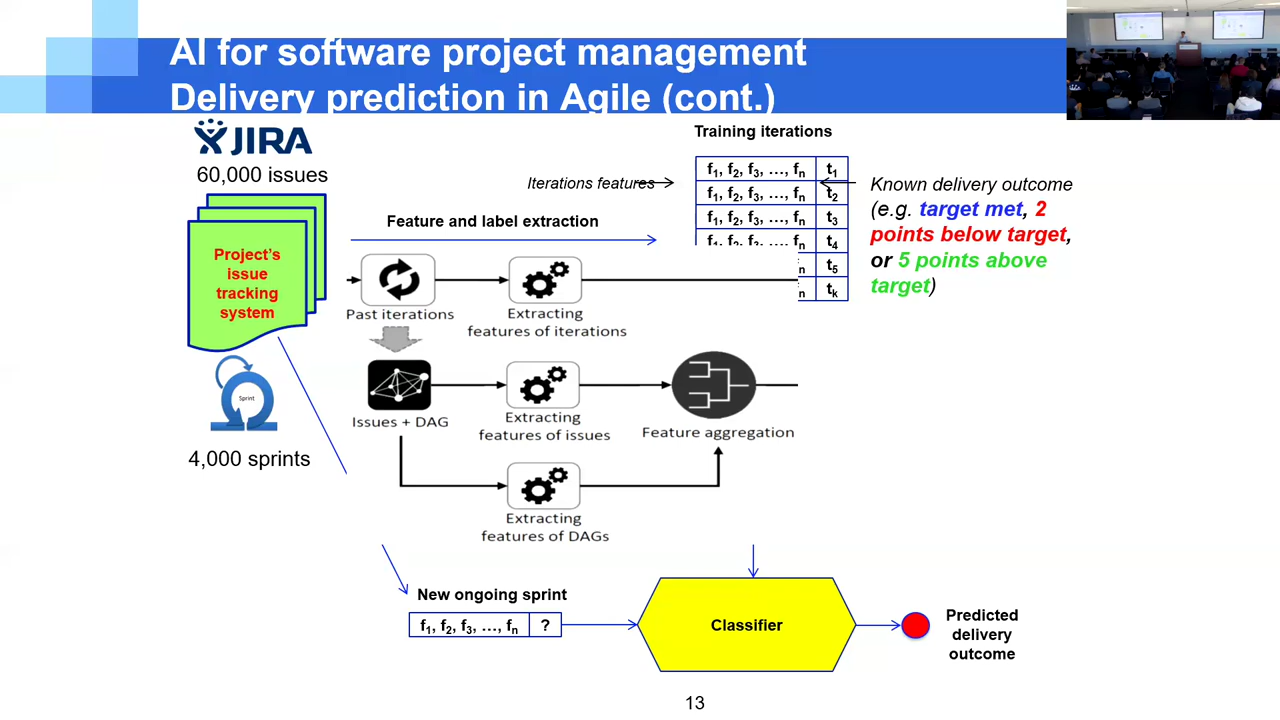 AI for software project management
Delivery prediction in Agile (cont.)
JIRA
60,000 issues
Project's
issue
tracking
system
Sprint
4,000 sprints
Training iterations
Iterations features
f1, f2, f3, …, fn t1
f1, f2, f3, …, fn t2
f1, f2, f3, …, fn t3
f1, f2, f3, …, fn t4
n t5
n tk
Known delivery outcome
(e.g. target met, 2
points below target,
or 5 points above
target)
Feature and label extraction
Past iterations
Extracting
features of iterations
Issues + DAG
Extracting
features of issues
Feature aggregation
Extracting
features of DAGs
New ongoing sprint
f1, f2, f3, …, fn ?
Classifier
Predicted
delivery
outcome
13